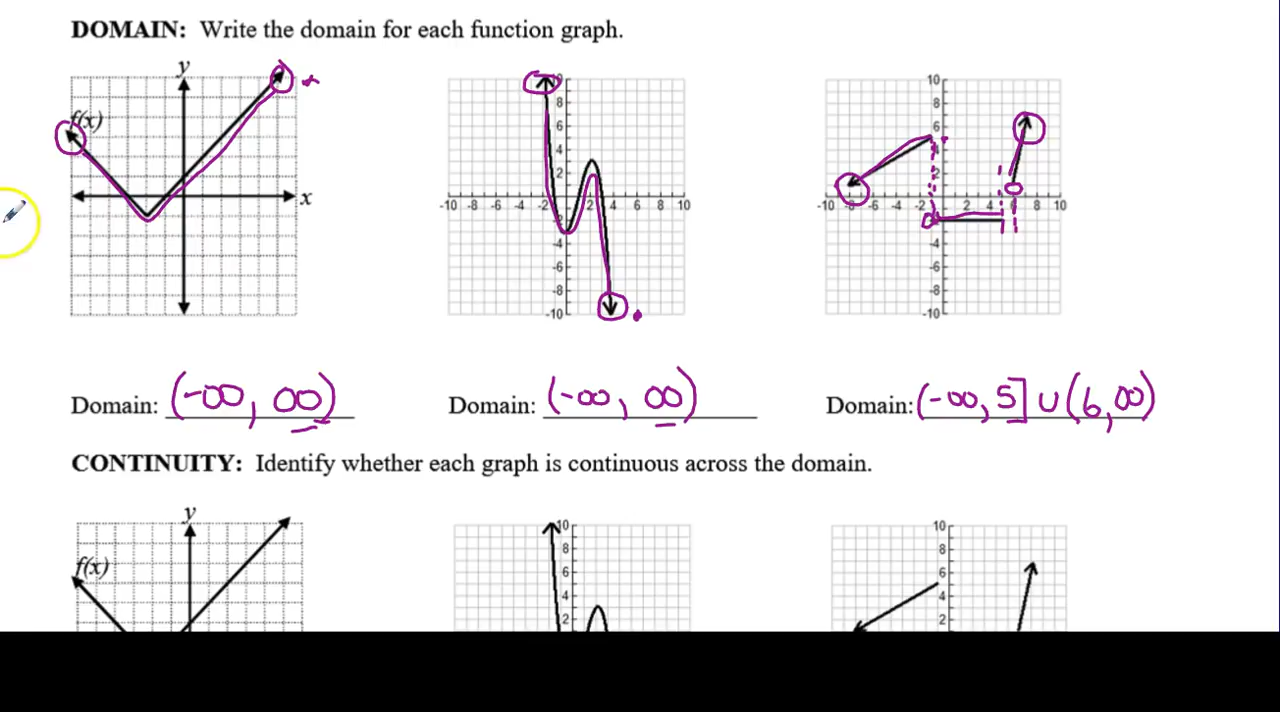 DOMAIN: Write the domain for each function graph.
y
f(x)
x
10
8
6
4
2
-10 -8 -6 -4 -2 2 4 6 8 10
-2
-4
-6
-8
-10
10
8
6
4
2
-10 -8 -6 -4 -2 2 4 6 8 10
-4
-6
-8
-10
Domain: (-∞, ∞)
Domain: (-∞, ∞)
Domain: (-∞, 5] ∪ (6, ∞)
CONTINUITY: Identify whether each graph is continuous across the domain.
y
f(x)
10
8
6
4
2
10
8
6
4
2